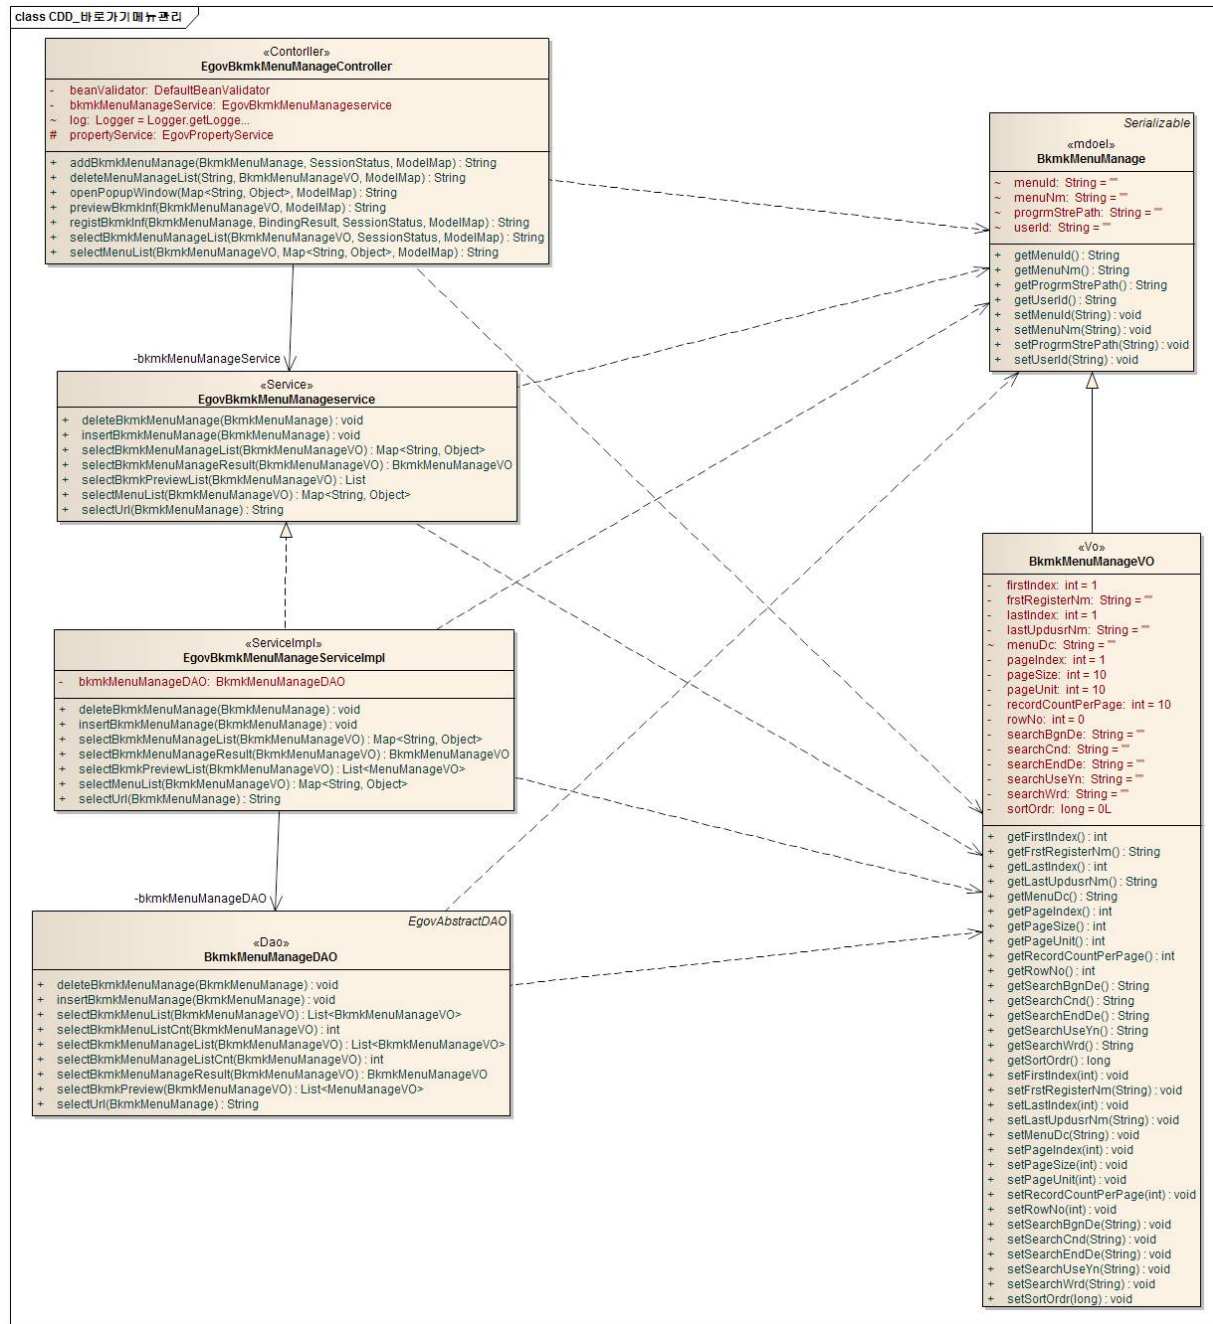 class CDD_바로가기메뉴관리
«Contorller»
EgovBkmkMenuManageController
- beanValidator: DefaultBeanValidator
- bkmkMenuManageService: EgovBkmkMenuManageservice
~ log: Logger = Logger.getLogge...
# propertyService: EgovPropertyService
+ addBkmkMenuManage(BkmkMenuManage, SessionStatus, ModelMap) : String
+ deleteMenuManageList(String, BkmkMenuManageVO, ModelMap) : String
+ openPopupWindow(Map<String, Object>, ModelMap) : String
+ previewBkmkInf(BkmkMenuManageVO, ModelMap) : String
+ registBkmkInf(BkmkMenuManage, BindingResult, SessionStatus, ModelMap) : String
+ selectBkmkMenuManageList(BkmkMenuManageVO, SessionStatus, ModelMap) : String
+ selectMenuList(BkmkMenuManageVO, Map<String, Object>, ModelMap) : String
-bkmkMenuManageService
«Service»
EgovBkmkMenuManageservice
+ deleteBkmkMenuManage(BkmkMenuManage) : void
+ insertBkmkMenuManage(BkmkMenuManage) : void
+ selectBkmkMenuManageList(BkmkMenuManageVO) : Map<String, Object>
+ selectBkmkMenuManageResult(BkmkMenuManageVO) : BkmkMenuManageVO
+ selectBkmkPreviewList(BkmkMenuManageVO) : List
+ selectMenuList(BkmkMenuManageVO) : Map<String, Object>
+ selectUrl(BkmkMenuManage) : String
«ServiceImpl»
EgovBkmkMenuManageServiceImpl
- bkmkMenuManageDAO: BkmkMenuManageDAO
+ deleteBkmkMenuManage(BkmkMenuManage) : void
+ insertBkmkMenuManage(BkmkMenuManage) : void
+ selectBkmkMenuManageList(BkmkMenuManageVO) : Map<String, Object>
+ selectBkmkMenuManageResult(BkmkMenuManageVO) : BkmkMenuManageVO
+ selectBkmkPreviewList(BkmkMenuManageVO) : List<MenuManageVO>
+ selectMenuList(BkmkMenuManageVO) : Map<String, Object>
+ selectUrl(BkmkMenuManage) : String
-bkmkMenuManageDAO
EgovAbstractDAO
«Dao»
BkmkMenuManageDAO
+ deleteBkmkMenuManage(BkmkMenuManage) : void
+ insertBkmkMenuManage(BkmkMenuManage) : void
+ selectBkmkMenuList(BkmkMenuManageVO) : List<BkmkMenuManageVO>
+ selectBkmkMenuListCnt(BkmkMenuManageVO) : int
+ selectBkmkMenuManageList(BkmkMenuManageVO) : List<BkmkMenuManageVO>
+ selectBkmkMenuManageListCnt(BkmkMenuManageVO) : int
+ selectBkmkMenuManageResult(BkmkMenuManageVO) : BkmkMenuManageVO
+ selectBkmkPreview(BkmkMenuManageVO) : List<MenuManageVO>
+ selectUrl(BkmkMenuManage) : String
Serializable
«mdoel»
BkmkMenuManage
~ menuId: String = ""
~ menuNm: String = ""
~ progrmStrePath: String = ""
~ userId: String = ""
+ getMenuId() : String
+ getMenuNm() : String
+ getProgrmStrePath() : String
+ getUserId() : String
+ setMenuId(String) : void
+ setMenuNm(String) : void
+ setProgrmStrePath(String) : void
+ setUserId(String) : void
«Vo»
BkmkMenuManageVO
- firstIndex: int = 1
- frstRegisterNm: String = ""
- lastIndex: int = 1
- lastUpdusrNm: String = ""
~ menuDc: String = ""
- pageIndex: int = 1
- pageSize: int = 10
- pageUnit: int = 10
- recordCountPerPage: int = 10
- rowNo: int = 0
- searchBgnDe: String = ""
- searchCnd: String = ""
- searchEndDe: String = ""
- searchUseYn: String = ""
- searchWrd: String = ""
- sortOrdr: long = 0L
+ getFirstIndex() : int
+ getFrstRegisterNm() : String
+ getLastIndex() : int
+ getLastUpdusrNm() : String
+ getMenuDc() : String
+ getPageIndex() : int
+ getPageSize() : int
+ getPageUnit() : int
+ getRecordCountPerPage() : int
+ getRowNo() : int
+ getSearchBgnDe() : String
+ getSearchCnd() : String
+ getSearchEndDe() : String
+ getSearchUseYn() : String
+ getSearchWrd() : String
+ getSortOrdr() : long
+ setFirstIndex(int) : void
+ setFrstRegisterNm(String) : void
+ setLastIndex(int) : void
+ setLastUpdusrNm(String) : void
+ setMenuDc(String) : void
+ setPageIndex(int) : void
+ setPageSize(int) : void
+ setPageUnit(int) : void
+ setRecordCountPerPage(int) : void
+ setRowNo(int) : void
+ setSearchBgnDe(String) : void
+ setSearchCnd(String) : void
+ setSearchEndDe(String) : void
+ setSearchUseYn(String) : void
+ setSearchWrd(String) : void
+ setSortOrdr(long) : void